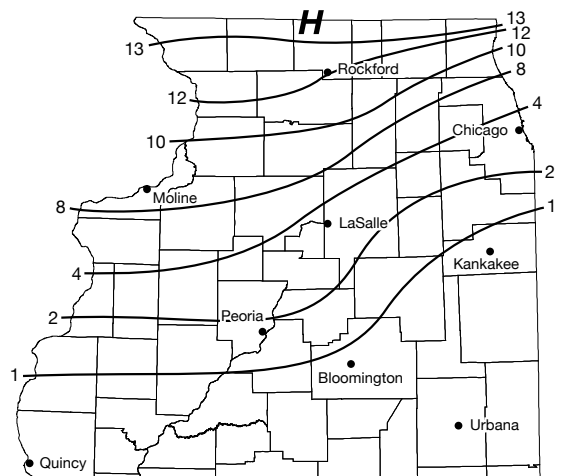 H
13
12
13
Rockford
10
12
8
10
4
Chicago
2
Moline
8
1
LaSalle
Kankakee
4
Peoria
2
1
Bloomington
Urbana
Quincy